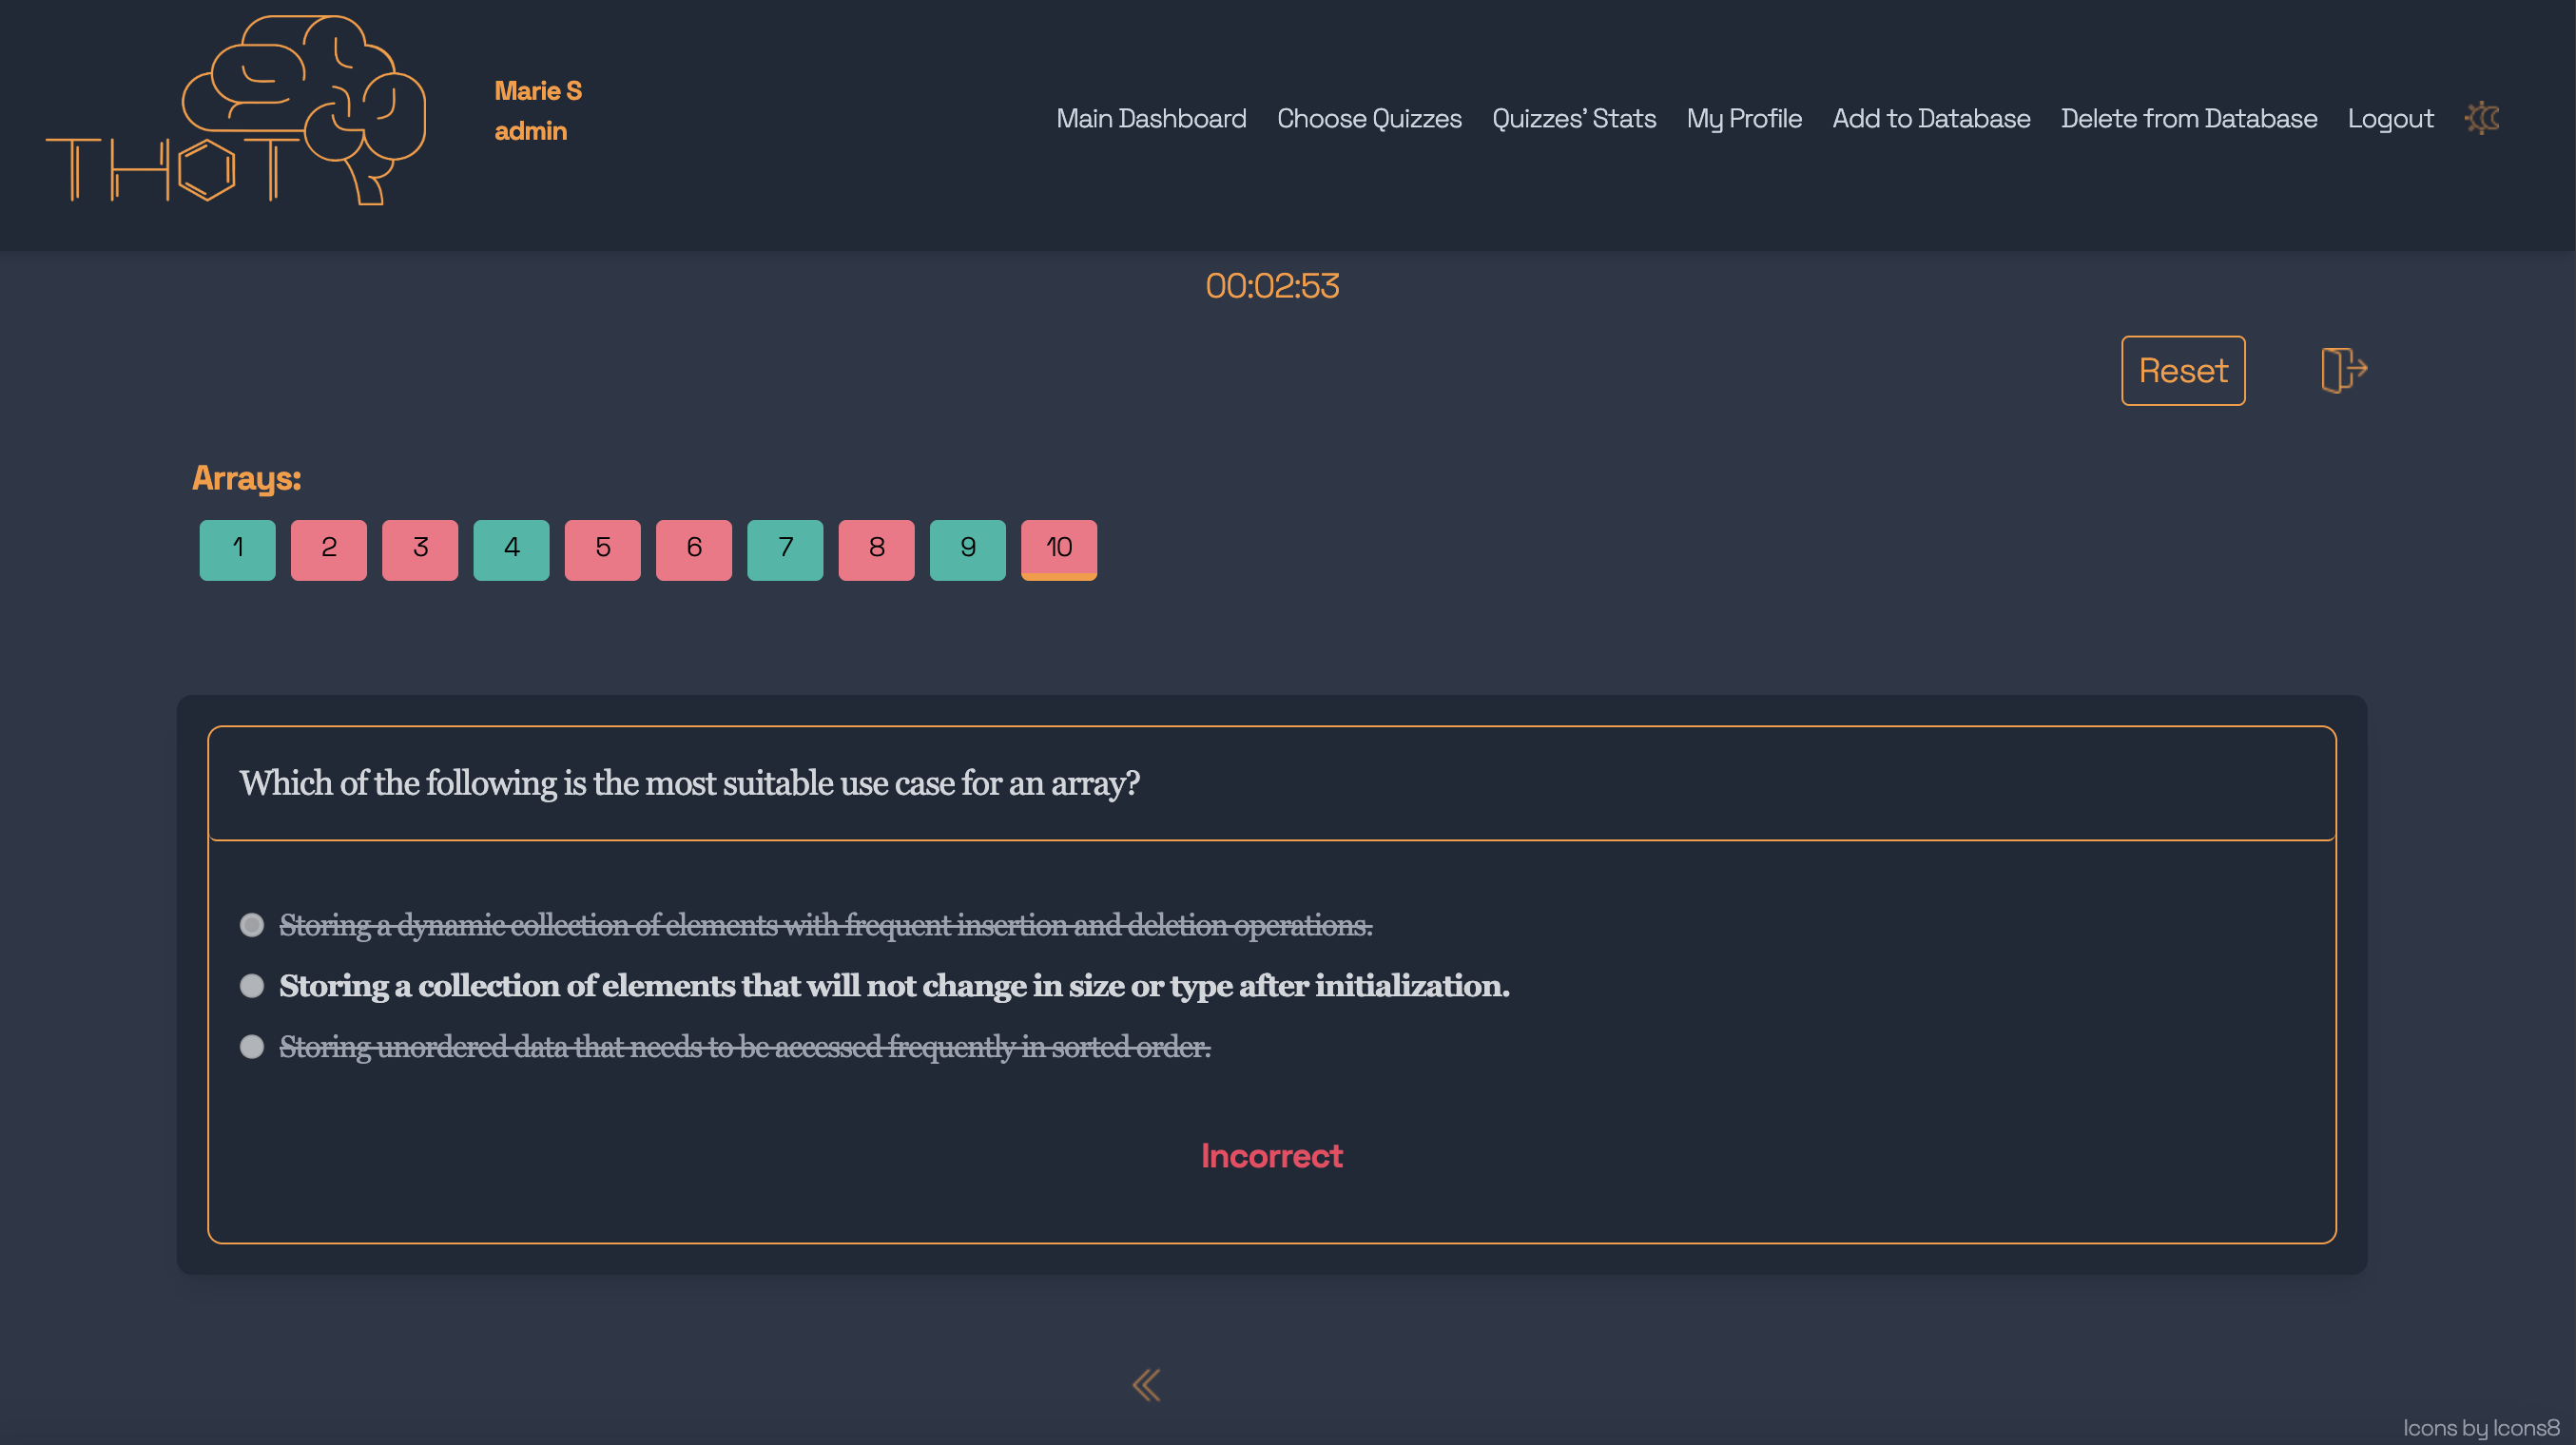 THOT
Marie S
admin
Main Dashboard Choose Quizzes Quizzes' Stats My Profile Add to Database Delete from Database Logout
00:02:53
Reset
Arrays:
1 2 3 4 5 6 7 8 9 10
Which of the following is the most suitable use case for an array?
Storing a dynamic collection of elements with frequent insertion and deletion operations.
Storing a collection of elements that will not change in size or type after initialization.
Storing unordered data that needs to be accessed frequently in sorted order.
Incorrect
Icons by Icons8